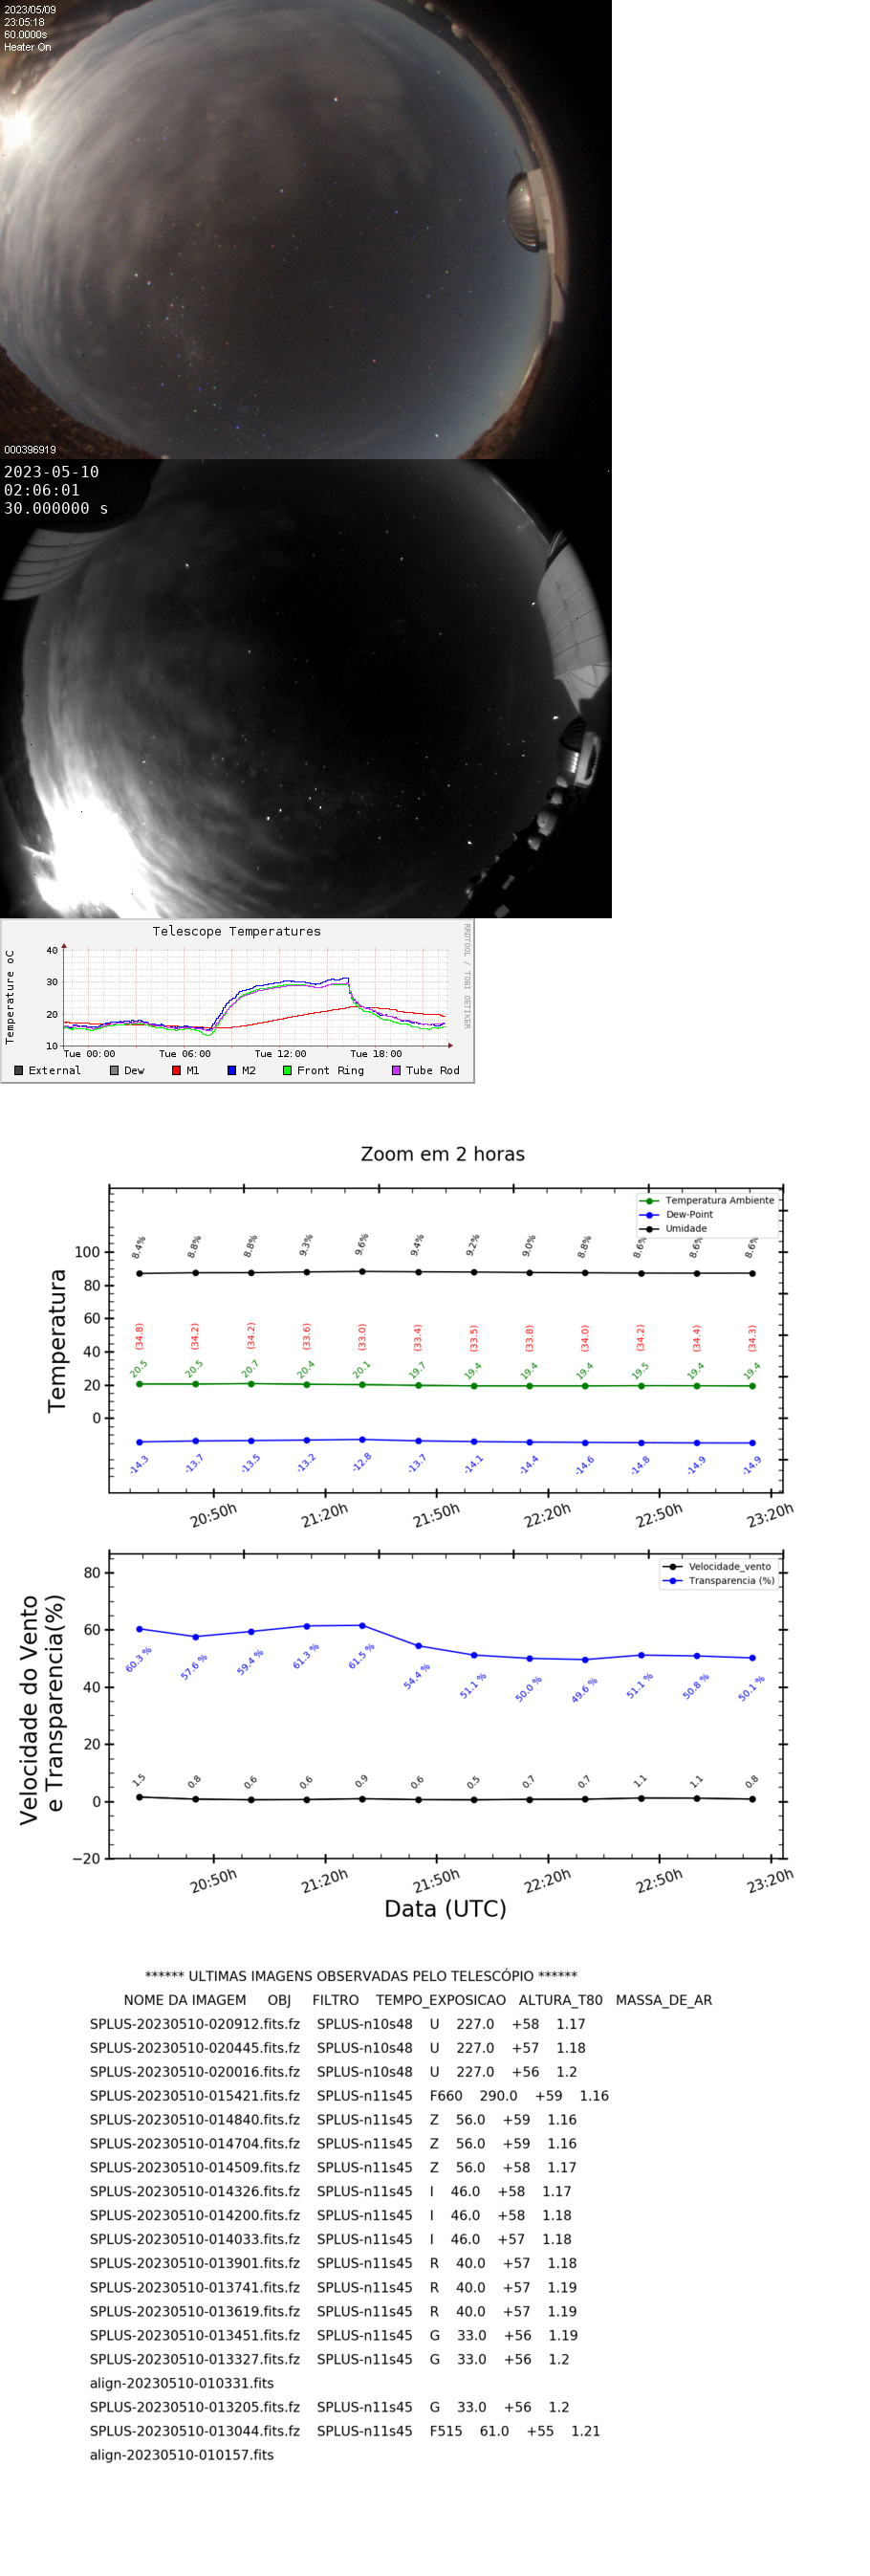 2023/05/09
23:05:18
60.0000s
Heater On
000396919
2023-05-10
02:06:01
30.000000 s
Telescope Temperatures
RRDTOOL / TOBI OETIKER
Temperature oC
40
30
20
10
Tue 00:00 Tue 06:00 Tue 12:00 Tue 18:00
External Dew M1 M2 Front Ring Tube Rod
Zoom em 2 horas
Temperatura Ambiente
Dew-Point
Umidade
Temperatura
100
80
60
40
20
0
8.4% 8.8% 8.8% 9.3% 9.6% 9.4% 9.2% 9.0% 8.8% 8.6% 8.6% 8.6%
(34.8) (34.2) (34.2) (33.6) (33.0) (33.4) (33.5) (33.8) (34.0) (34.2) (34.4) (34.3)
20.5 20.5 20.7 20.4 20.1 19.7 19.4 19.4 19.4 19.5 19.4 19.4
-14.3 -13.7 -13.5 -13.2 -12.8 -13.7 -14.1 -14.4 -14.6 -14.8 -14.9 -14.9
20:50h 21:20h 21:50h 22:20h 22:50h 23:20h
Velocidade_vento
Transparencia (%)
Velocidade do Vento
e Transparencia(%)
80
60
40
20
0
−20
60.3 % 57.6 % 59.4 % 61.3 % 61.5 % 54.4 % 51.1 % 50.0 % 49.6 % 51.1 % 50.8 % 50.1 %
1.5 0.8 0.6 0.6 0.9 0.6 0.5 0.7 0.7 1.1 1.1 0.8
20:50h 21:20h 21:50h 22:20h 22:50h 23:20h
Data (UTC)
****** ULTIMAS IMAGENS OBSERVADAS PELO TELESCÓPIO ******
NOME DA IMAGEM OBJ FILTRO TEMPO_EXPOSICAO ALTURA_T80 MASSA_DE_AR
SPLUS-20230510-020912.fits.fz SPLUS-n10s48 U 227.0 +58 1.17
SPLUS-20230510-020445.fits.fz SPLUS-n10s48 U 227.0 +57 1.18
SPLUS-20230510-020016.fits.fz SPLUS-n10s48 U 227.0 +56 1.2
SPLUS-20230510-015421.fits.fz SPLUS-n11s45 F660 290.0 +59 1.16
SPLUS-20230510-014840.fits.fz SPLUS-n11s45 Z 56.0 +59 1.16
SPLUS-20230510-014704.fits.fz SPLUS-n11s45 Z 56.0 +59 1.16
SPLUS-20230510-014509.fits.fz SPLUS-n11s45 Z 56.0 +58 1.17
SPLUS-20230510-014326.fits.fz SPLUS-n11s45 I 46.0 +58 1.17
SPLUS-20230510-014200.fits.fz SPLUS-n11s45 I 46.0 +58 1.18
SPLUS-20230510-014033.fits.fz SPLUS-n11s45 I 46.0 +57 1.18
SPLUS-20230510-013901.fits.fz SPLUS-n11s45 R 40.0 +57 1.18
SPLUS-20230510-013741.fits.fz SPLUS-n11s45 R 40.0 +57 1.19
SPLUS-20230510-013619.fits.fz SPLUS-n11s45 R 40.0 +57 1.19
SPLUS-20230510-013451.fits.fz SPLUS-n11s45 G 33.0 +56 1.19
SPLUS-20230510-013327.fits.fz SPLUS-n11s45 G 33.0 +56 1.2
align-20230510-010331.fits
SPLUS-20230510-013205.fits.fz SPLUS-n11s45 G 33.0 +56 1.2
SPLUS-20230510-013044.fits.fz SPLUS-n11s45 F515 61.0 +55 1.21
align-20230510-010157.fits